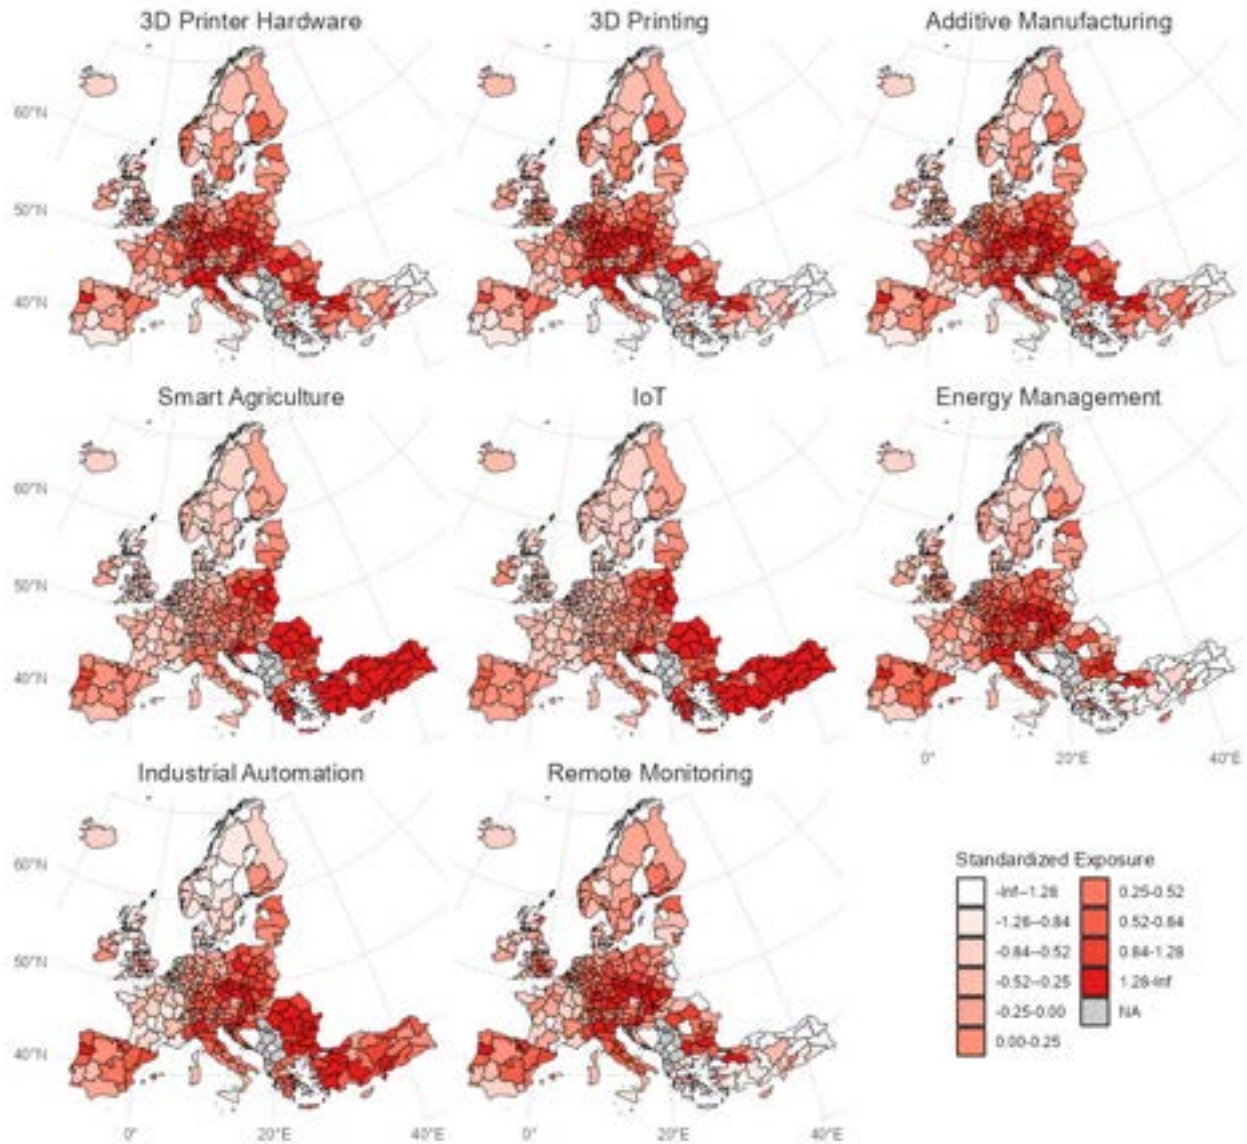 3D Printer Hardware
3D Printing
Additive Manufacturing
60°N
50°N
40°N
Smart Agriculture
IoT
Energy Management
60°N
50°N
40°N
0°
20°E
40°E
Industrial Automation
Remote Monitoring
60°N
50°N
40°N
0°
20°E
40°E
0°
20°E
40°E
Standardized Exposure
-Inf--1.28
-1.28--0.84
-0.84--0.52
-0.52--0.25
-0.25-0.00
0.00-0.25
0.25-0.52
0.52-0.84
0.84-1.28
1.28-Inf
NA